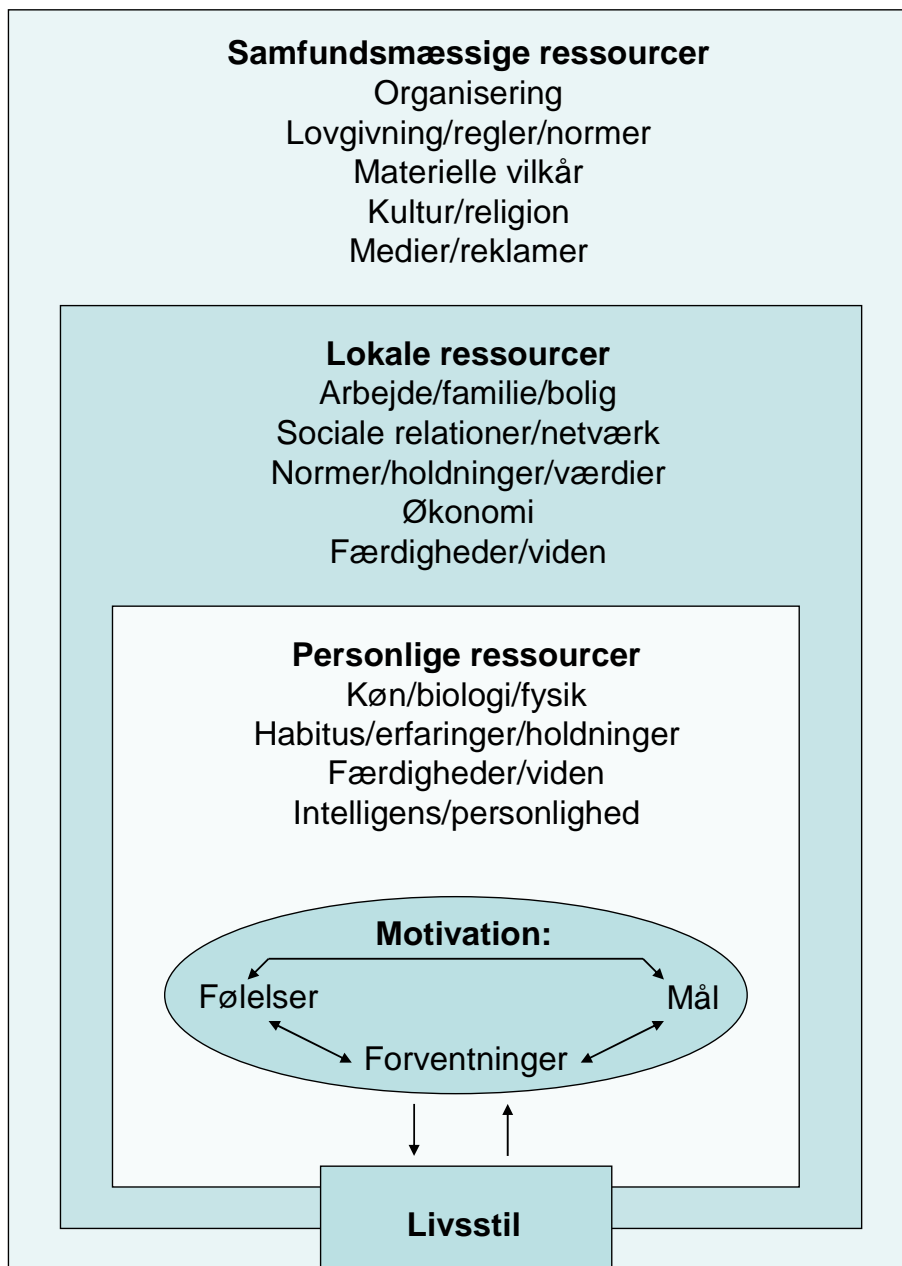 Samfundsmæssige ressourcer
Organisering
Lovgivning/regler/normer
Materielle vilkår
Kultur/religion
Medier/reklamer
Lokale ressourcer
Arbejde/familie/bolig
Sociale relationer/netværk
Normer/holdninger/værdier
Økonomi
Færdigheder/viden
Personlige ressourcer
Køn/biologi/fysik
Habitus/erfaringer/holdninger
Færdigheder/viden
Intelligens/personlighed
Motivation:
Følelser
Mål
Forventninger
Livsstil